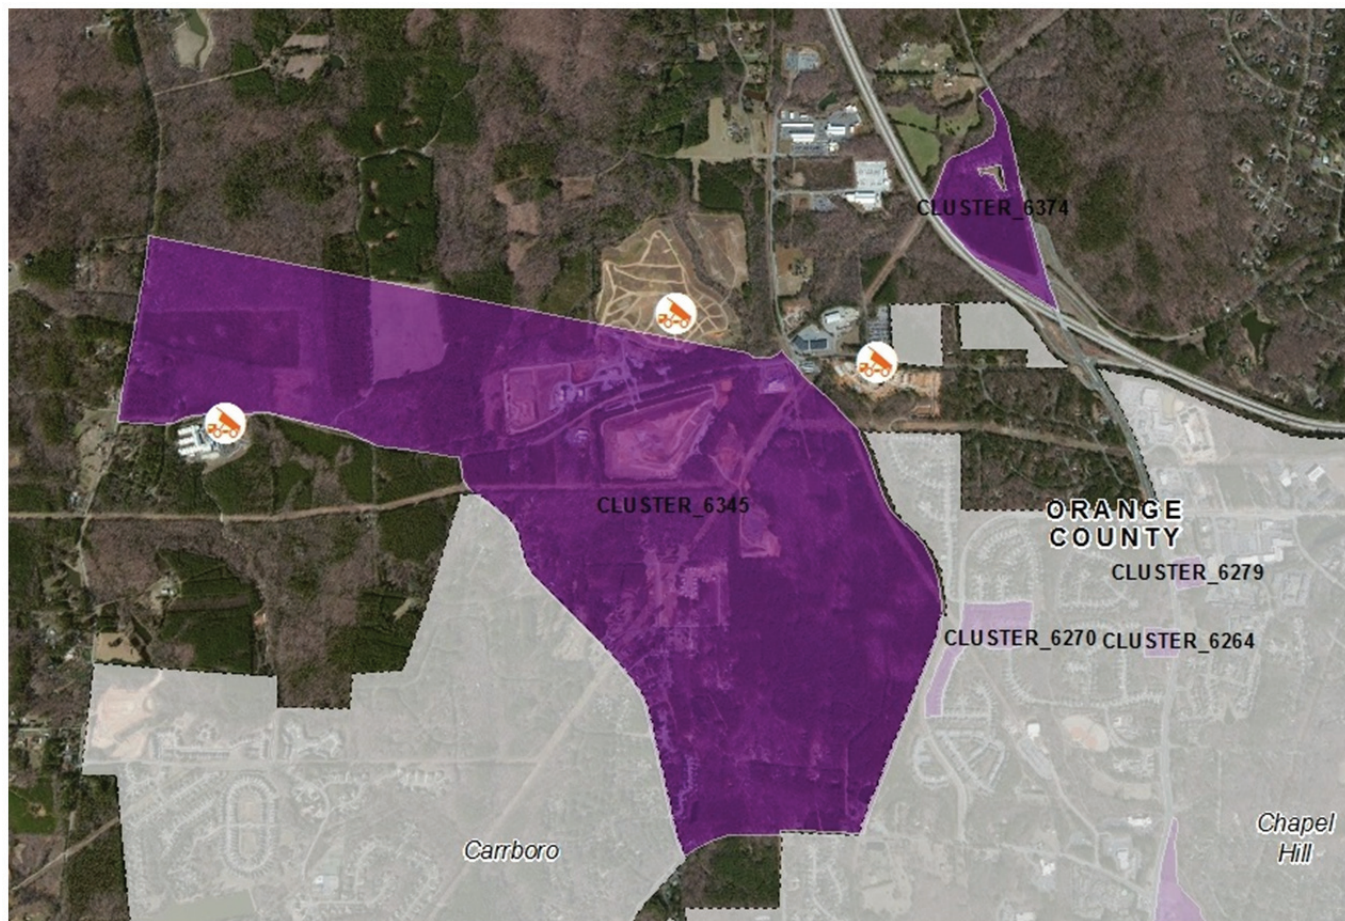 CLUSTER_6374
CLUSTER_6345
ORANGE
COUNTY
CLUSTER_6279
CLUSTER_6270
CLUSTER_6264
Carrboro
Chapel
Hill